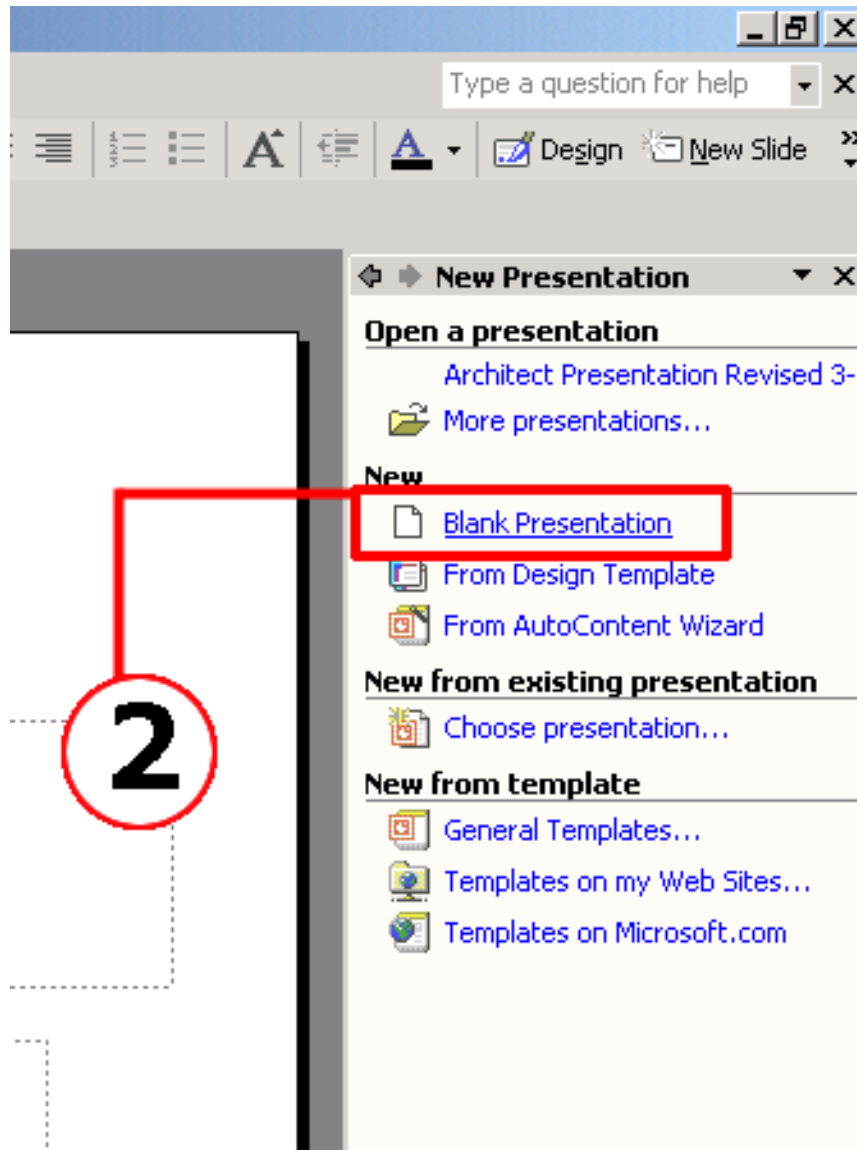 Type a question for help
Design New Slide
New Presentation
Open a presentation
Architect Presentation Revised 3-
More presentations...
New
Blank Presentation
From Design Template
From AutoContent Wizard
New from existing presentation
2
Choose presentation...
New from template
General Templates...
Templates on my Web Sites...
Templates on Microsoft.com